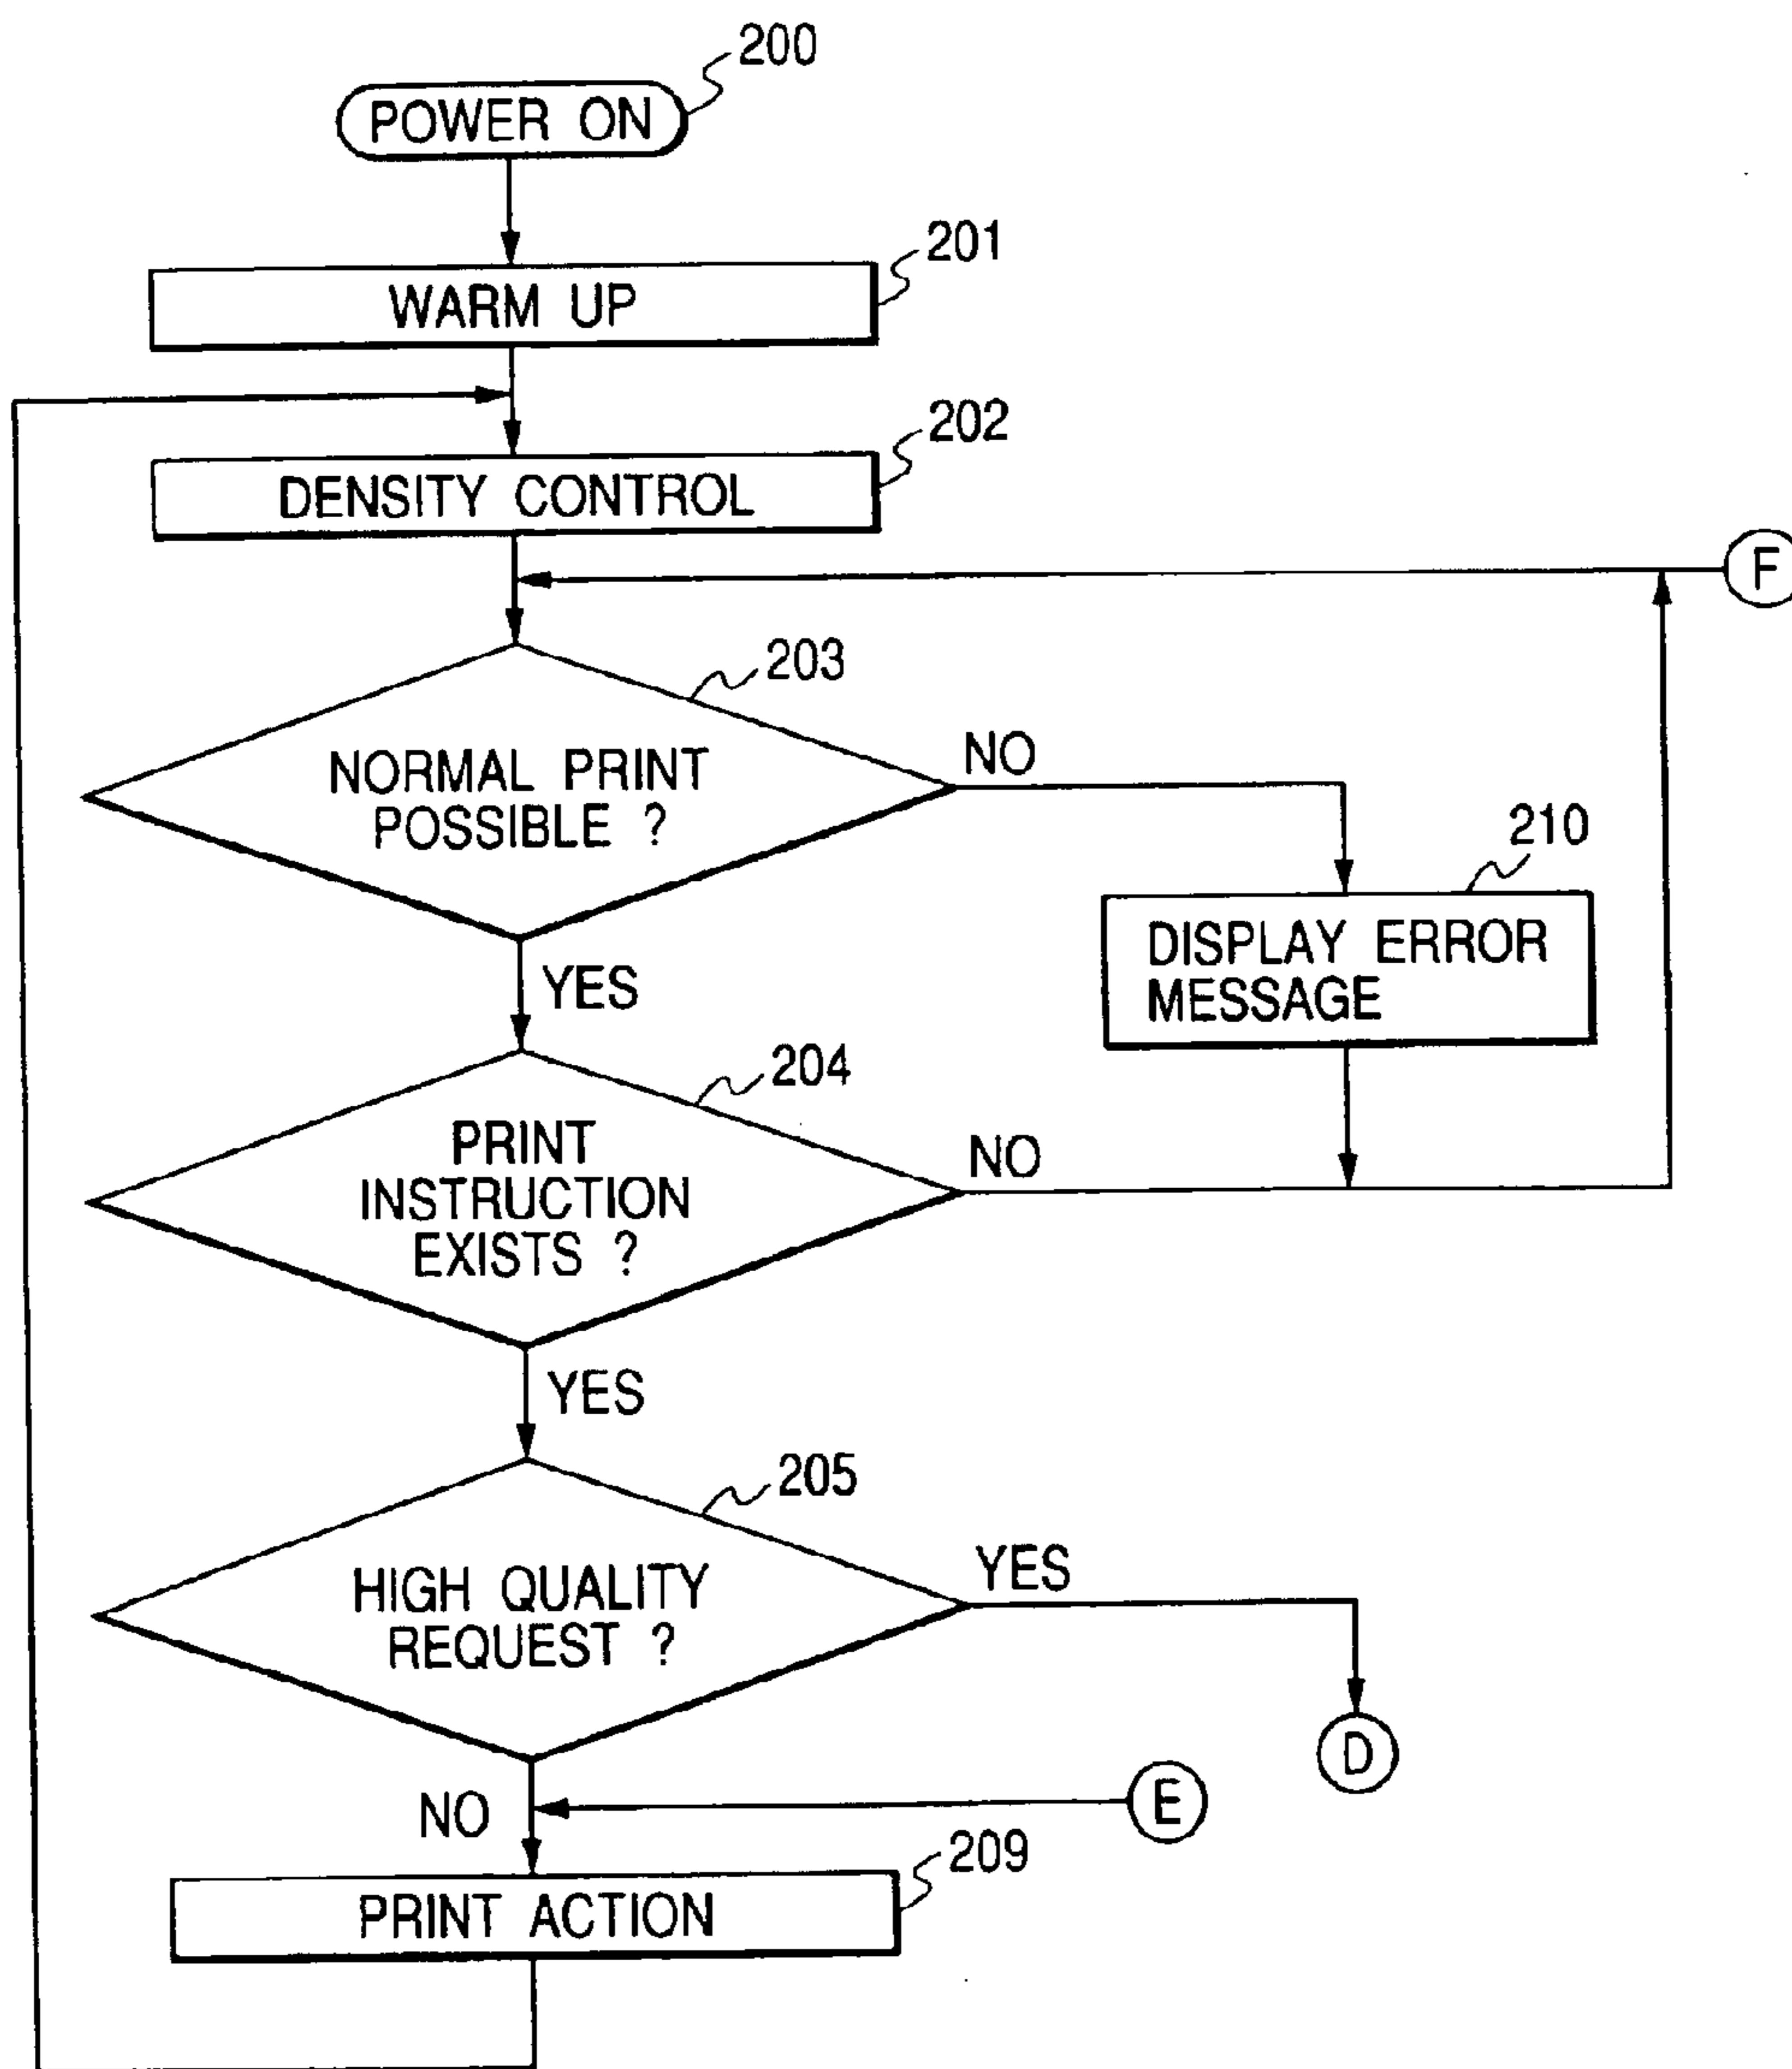 200
POWER ON
201
WARM UP
202
DENSITY CONTROL
F
203
NORMAL PRINT
POSSIBLE ?
NO
210
DISPLAY ERROR
MESSAGE
YES
204
PRINT
INSTRUCTION
EXISTS ?
NO
YES
205
HIGH QUALITY
REQUEST ?
YES
D
E
NO
209
PRINT ACTION